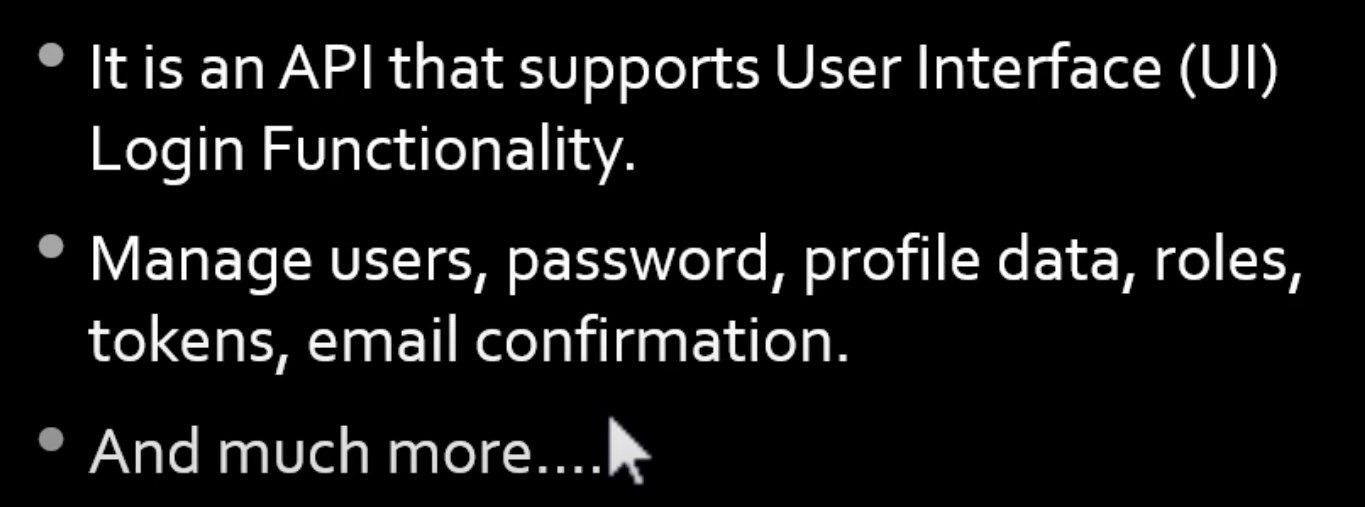 • It is an API that supports User Interface (UI)
Login Functionality.
• Manage users, password, profile data, roles,
tokens, email confirmation.
• And much more....